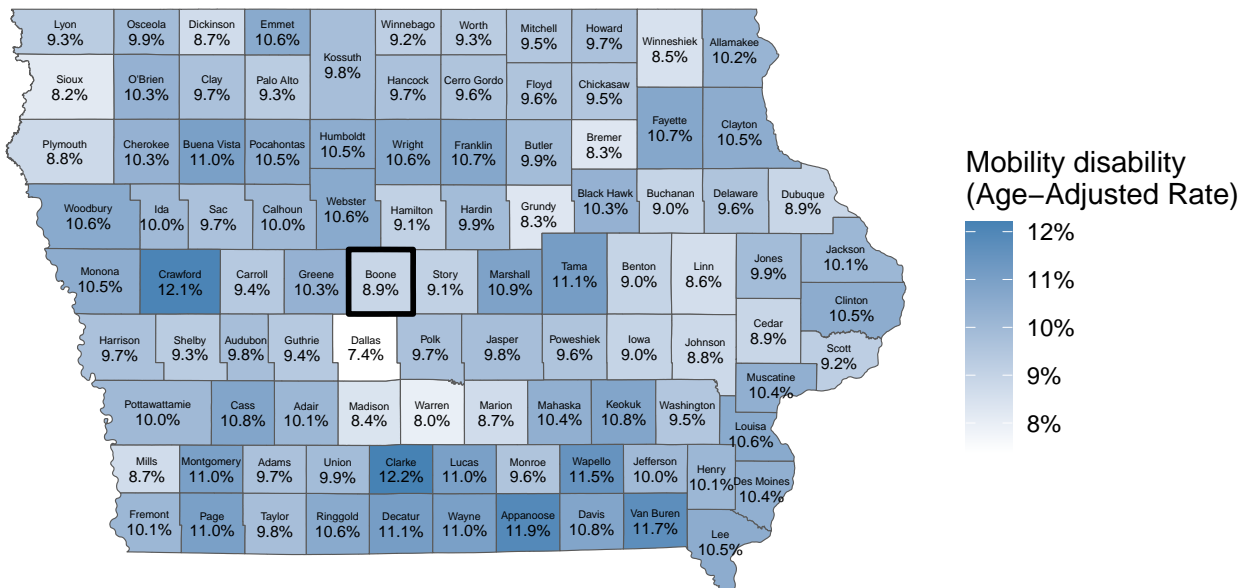 Lyon
9.3%
Osceola
9.9%
Dickinson
8.7%
Emmet
10.6%
Kossuth
9.8%
Winnebago
9.2%
Worth
9.3%
Mitchell
9.5%
Howard
9.7%
Winneshiek
8.5%
Allamakee
10.2%
Sioux
8.2%
O'Brien
10.3%
Clay
9.7%
Palo Alto
9.3%
Hancock
9.7%
Cerro Gordo
9.6%
Floyd
9.6%
Chickasaw
9.5%
Fayette
10.7%
Clayton
10.5%
Plymouth
8.8%
Cherokee
10.3%
Buena Vista
11.0%
Pocahontas
10.5%
Humboldt
10.5%
Wright
10.6%
Franklin
10.7%
Butler
9.9%
Bremer
8.3%
Woodbury
10.6%
Ida
10.0%
Sac
9.7%
Calhoun
10.0%
Webster
10.6%
Hamilton
9.1%
Hardin
9.9%
Grundy
8.3%
Black Hawk
10.3%
Buchanan
9.0%
Delaware
9.6%
Dubuque
8.9%
Monona
10.5%
Crawford
12.1%
Carroll
9.4%
Greene
10.3%
Boone
8.9%
Story
9.1%
Marshall
10.9%
Tama
11.1%
Benton
9.0%
Linn
8.6%
Jones
9.9%
Jackson
10.1%
Clinton
10.5%
Harrison
9.7%
Shelby
9.3%
Audubon
9.8%
Guthrie
9.4%
Dallas
7.4%
Polk
9.7%
Jasper
9.8%
Poweshiek
9.6%
Iowa
9.0%
Johnson
8.8%
Cedar
8.9%
Scott
9.2%
Muscatine
10.4%
Pottawattamie
10.0%
Cass
10.8%
Adair
10.1%
Madison
8.4%
Warren
8.0%
Marion
8.7%
Mahaska
10.4%
Keokuk
10.8%
Washington
9.5%
Louisa
10.6%
Mills
8.7%
Montgomery
11.0%
Adams
9.7%
Union
9.9%
Clarke
12.2%
Lucas
11.0%
Monroe
9.6%
Wapello
11.5%
Jefferson
10.0%
Henry
10.1%
Des Moines
10.4%
Fremont
10.1%
Page
11.0%
Taylor
9.8%
Ringgold
10.6%
Decatur
11.1%
Wayne
11.0%
Appanoose
11.9%
Davis
10.8%
Van Buren
11.7%
Lee
10.5%
Mobility disability
(Age−Adjusted Rate)
12%
11%
10%
9%
8%